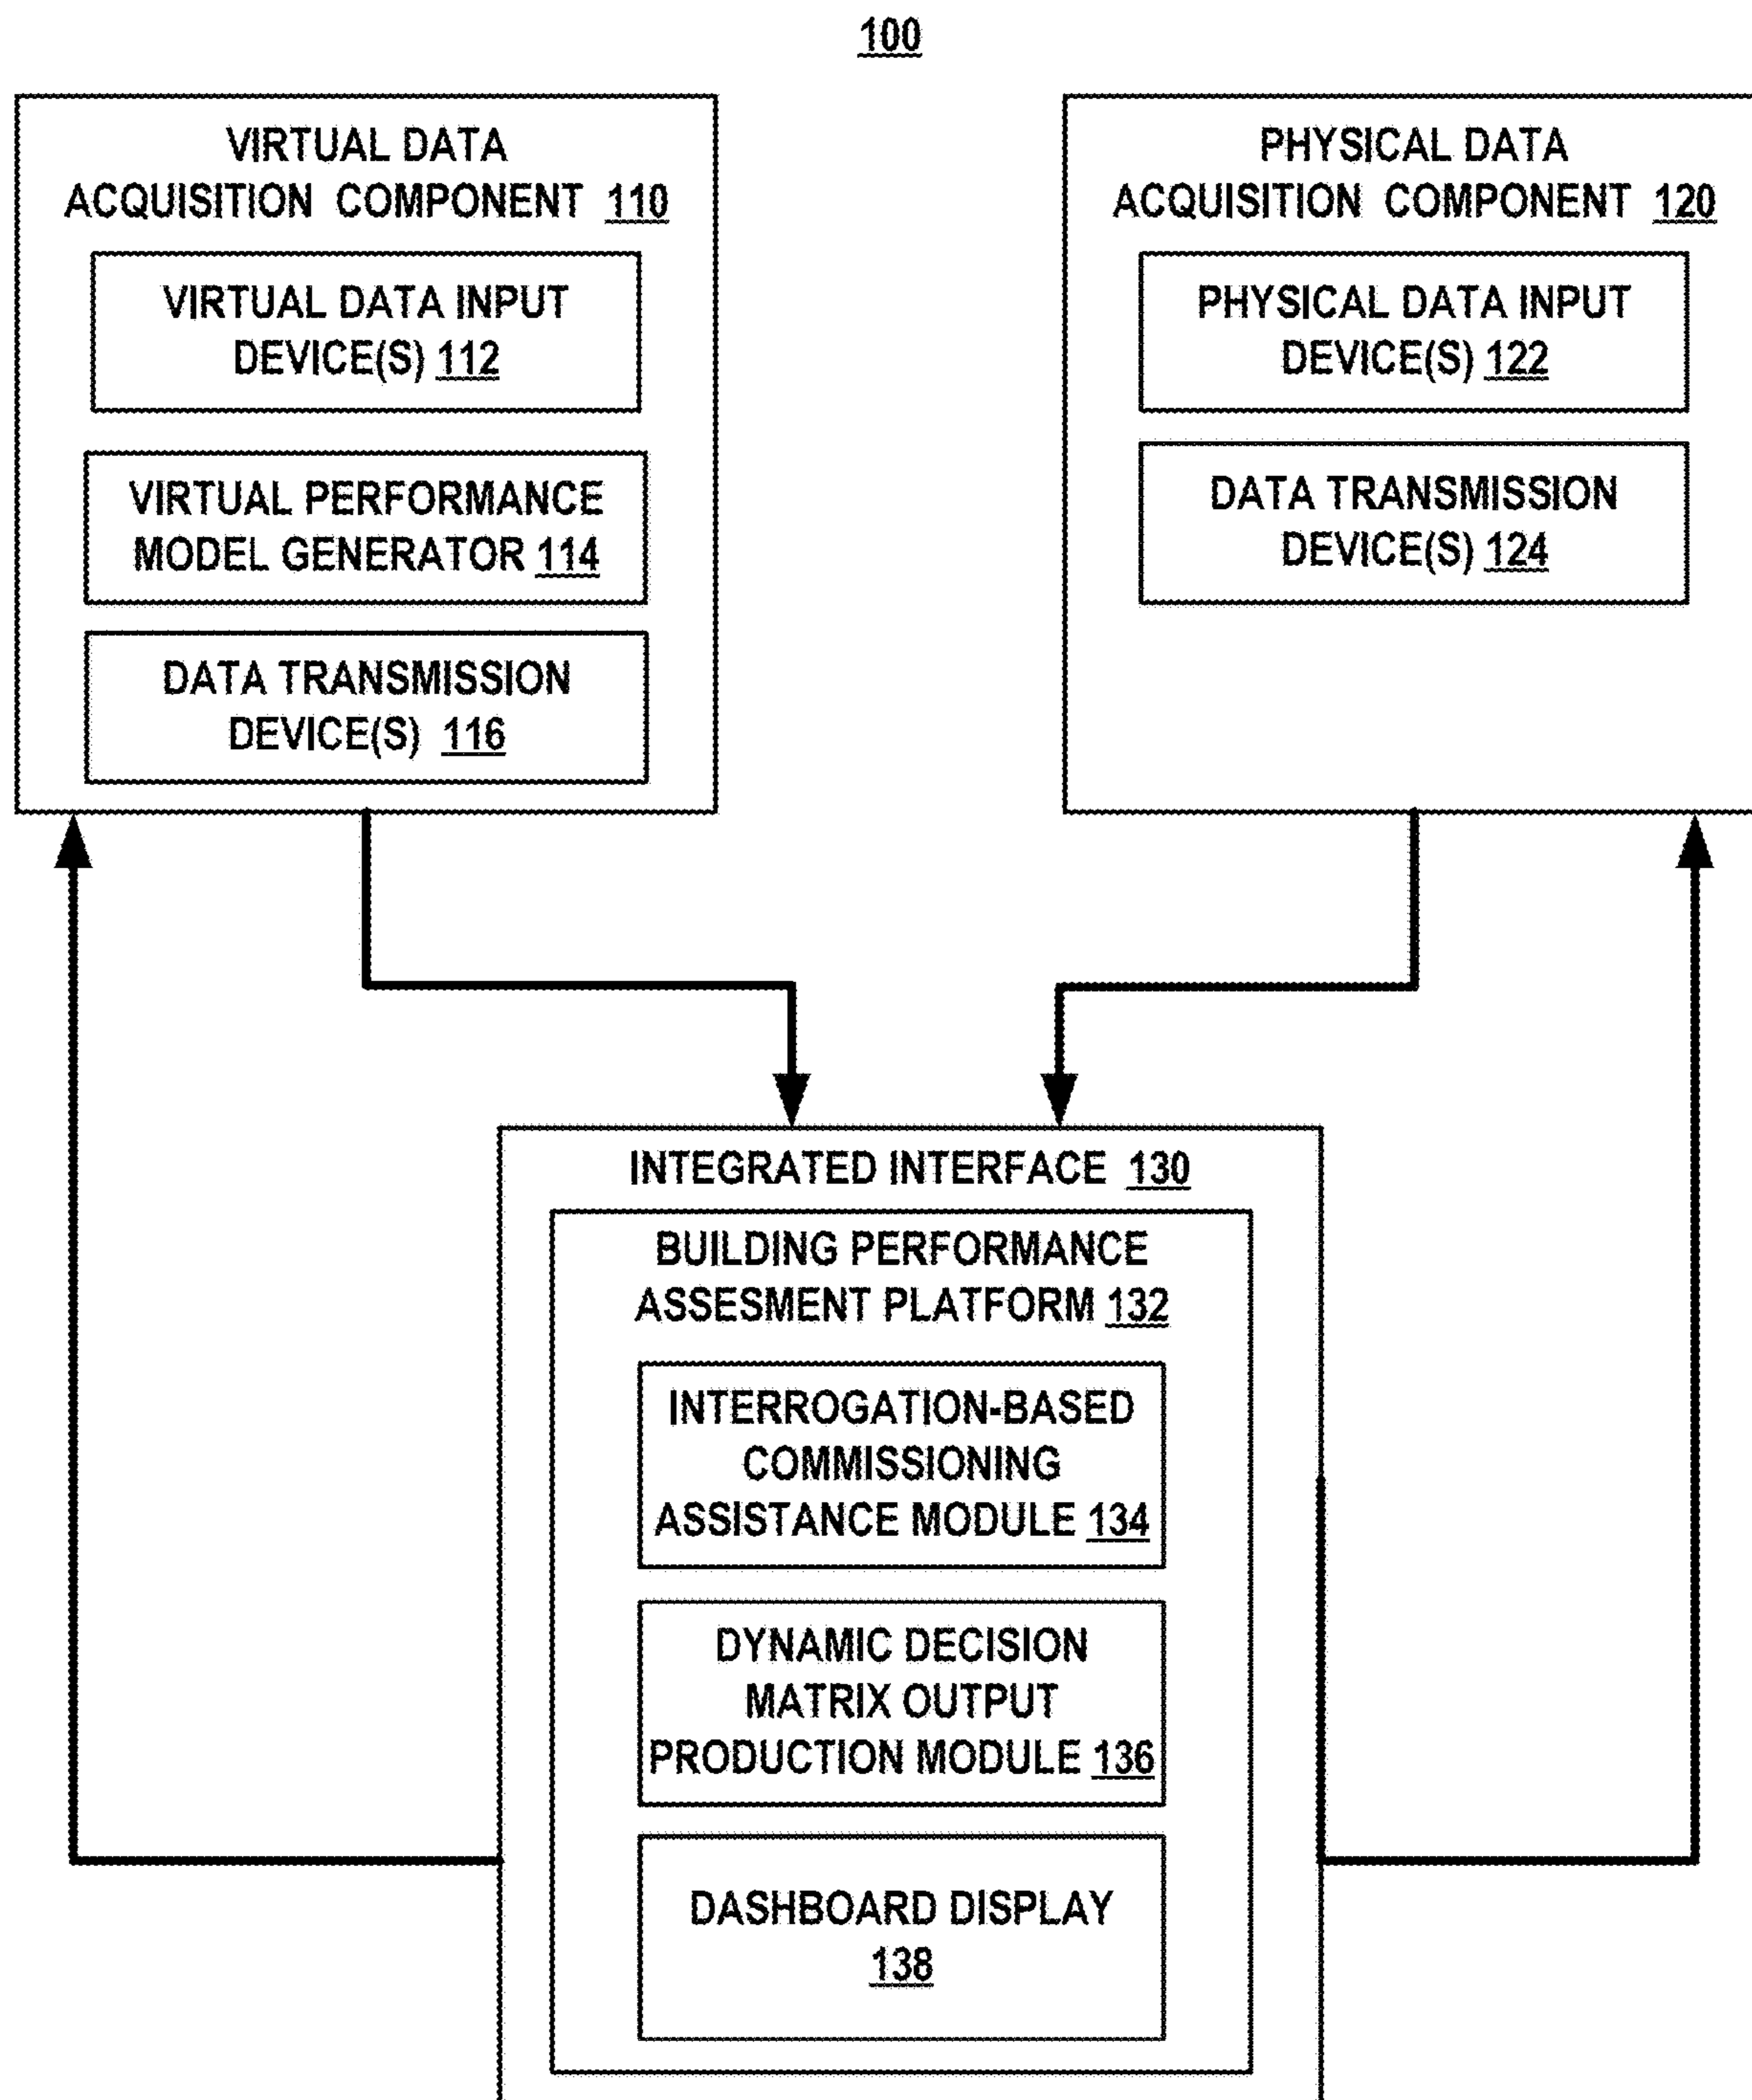 100
VIRTUAL DATA
ACQUISITION COMPONENT 110
VIRTUAL DATA INPUT
DEVICE(S) 112
VIRTUAL PERFORMANCE
MODEL GENERATOR 114
DATA TRANSMISSION
DEVICE(S) 116
PHYSICAL DATA
ACQUISITION COMPONENT 120
PHYSICAL DATA INPUT
DEVICE(S) 122
DATA TRANSMISSION
DEVICE(S) 124
INTEGRATED INTERFACE 130
BUILDING PERFORMANCE
ASSESMENT PLATFORM 132
INTERROGATION-BASED
COMMISSIONING
ASSISTANCE MODULE 134
DYNAMIC DECISION
MATRIX OUTPUT
PRODUCTION MODULE 136
DASHBOARD DISPLAY
138